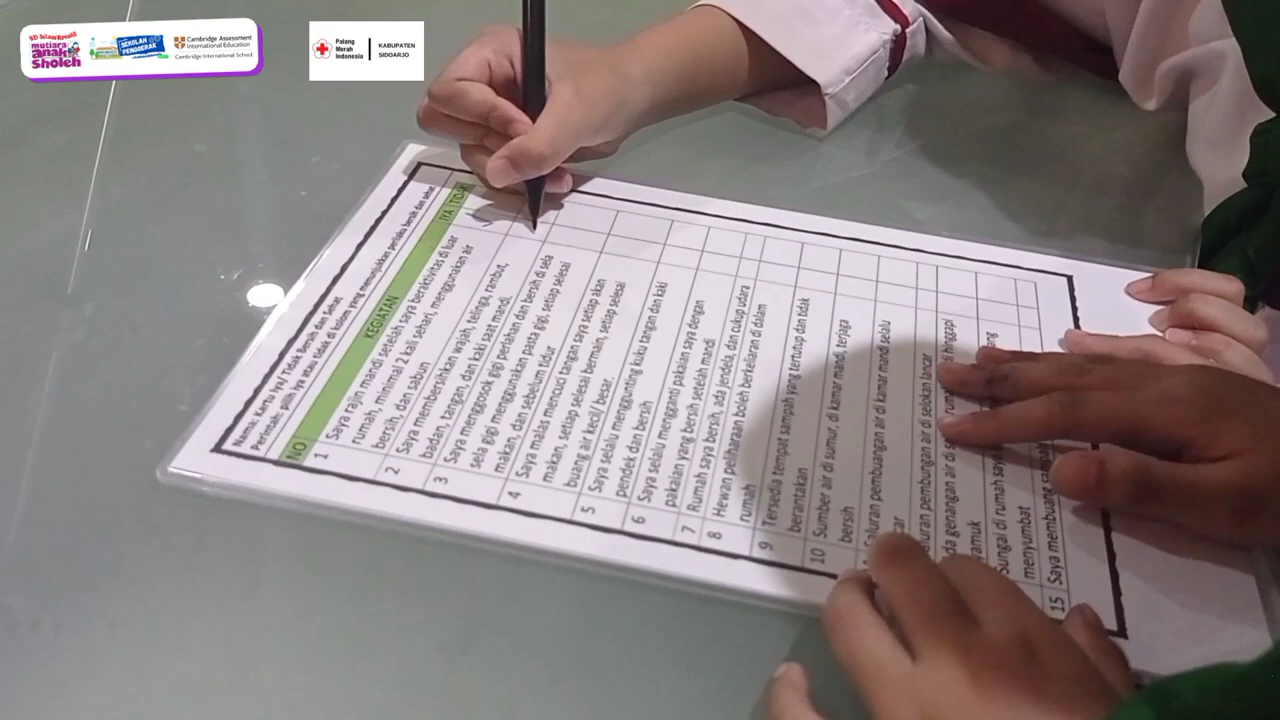 SD Islam Kreatif
mutiara
anak
Sholeh
SEKOLAH
PENGGERAK
Cambridge Assessment
International Education
Cambridge International School
Palang
Merah
Indonesia
KABUPATEN
SIDOARJO
Nama: Kartu Iya/ Tidak Bersih dan Sehat
Perintah: pilih iya atau tidak di kolom yang menunjukkan perilaku bersih dan sehat
NO KEGIATAN IYA TIDAK
1 Saya rajin mandi setelah saya beraktivitas di luar
rumah, minimal 2 kali sehari, menggunakan air
bersih, dan sabun
2 Saya membersihkan wajah, telinga, rambut,
badan, tangan, dan kaki saat mandi.
3 Saya menggosok gigi perlahan dan bersih di sela
sela gigi menggunakan pasta gigi, setiap selesai
makan, dan sebelum tidur
4 Saya malas mencuci tangan saya setiap akan
makan, setiap selesai bermain, setiap selesai
buang air kecil/ besar.
5 Saya selalu menggunting kuku tangan dan kaki
pendek dan bersih
6 Saya selalu mengganti pakaian saya dengan
pakaian yang bersih setelah mandi
7 Rumah saya bersih, ada jendela, dan cukup udara
8 Hewan peliharaan boleh berkeliaran di dalam
rumah
9 Tersedia tempat sampah yang tertutup dan tidak
berantakan
10 Sumber air di sumur, di kamar mandi, terjaga
bersih
Saluran pembuangan air di kamar mandi selalu
pembungan air di selokan lancar
genangan air di
Sungai di rumah saya
menyumbat
15 Saya membuang